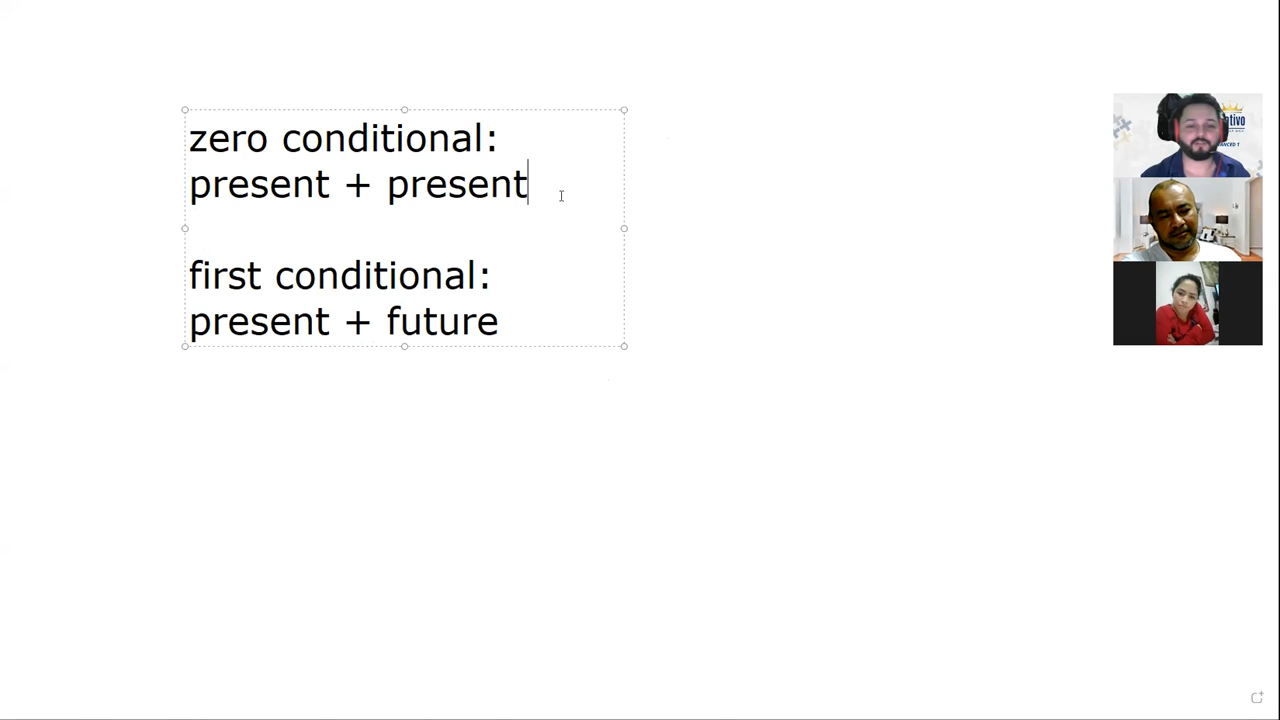 zero conditional:
present + present
first conditional:
present + future